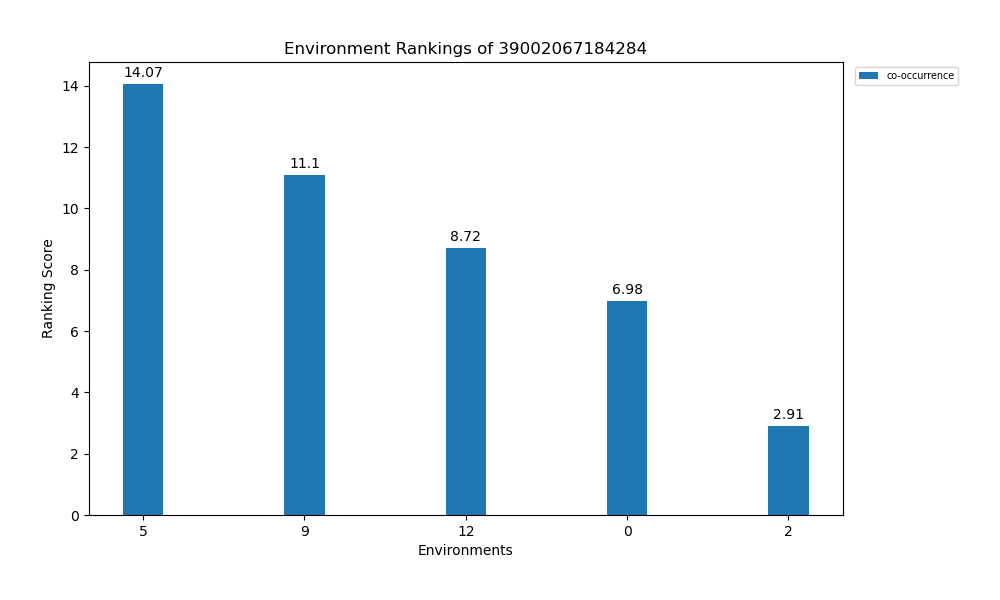 Environment Rankings of 39002067184284
co-occurrence
14.07
11.1
8.72
6.98
2.91
Ranking Score
14
12
10
8
6
4
2
0
5 9 12 0 2
Environments